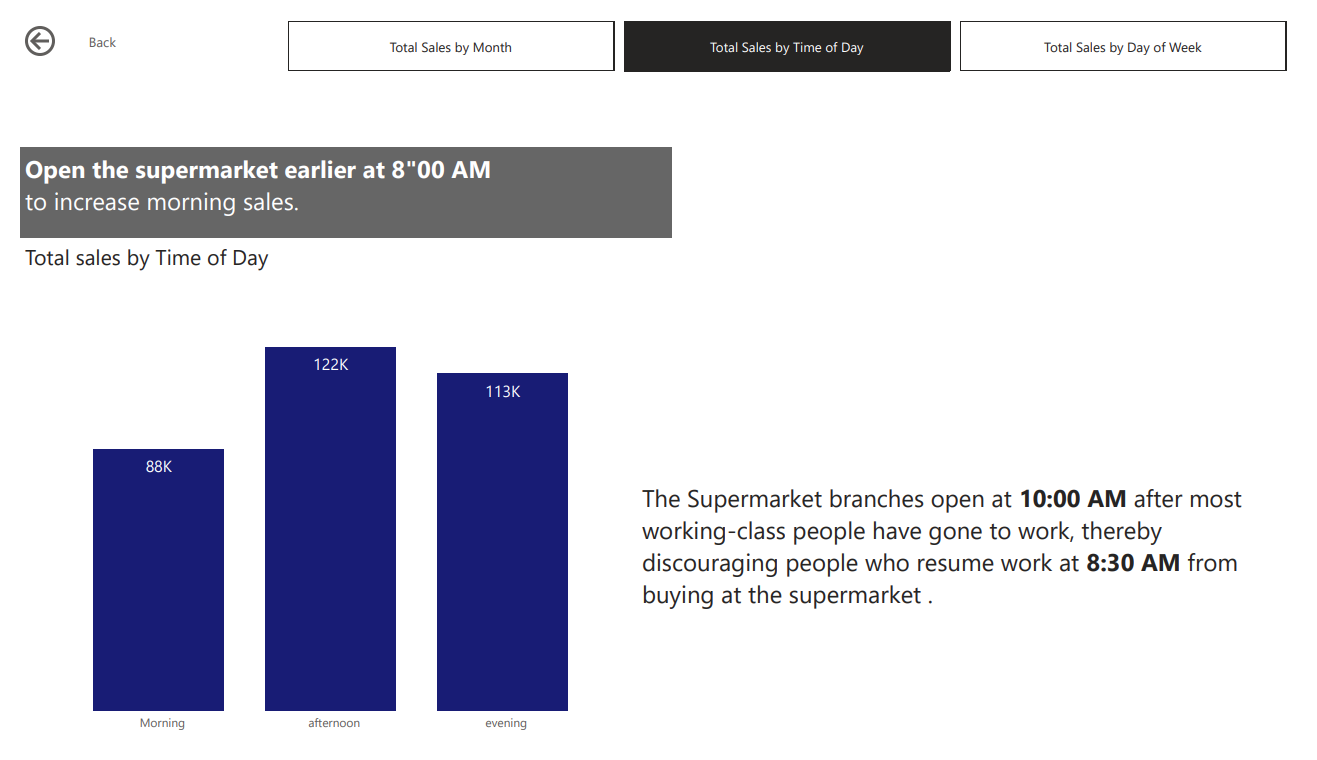 Back
Total Sales by Month
Total Sales by Time of Day
Total Sales by Day of Week
Open the supermarket earlier at 8"00 AM
to increase morning sales.
Total sales by Time of Day
122K
113K
88K
The Supermarket branches open at 10:00 AM after most
working-class people have gone to work, thereby
discouraging people who resume work at 8:30 AM from
buying at the supermarket .
Morning
afternoon
evening